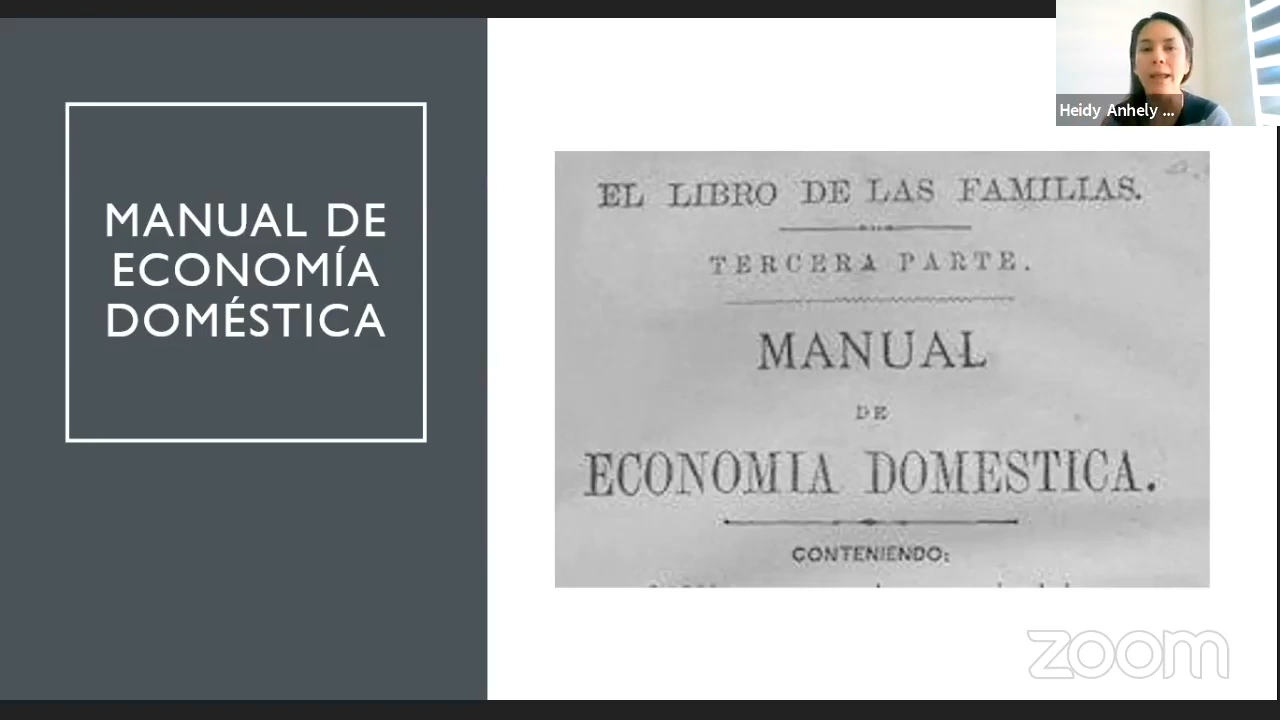 MANUAL DE
ECONOMÍA
DOMÉSTICA
Heidy Anhely ...
EL LIBRO DE LAS FAMILIAS.
TERCERA PARTE.
MANUAL
DE
ECONOMIA DOMESTICA.
CONTENIENDO:
zoom